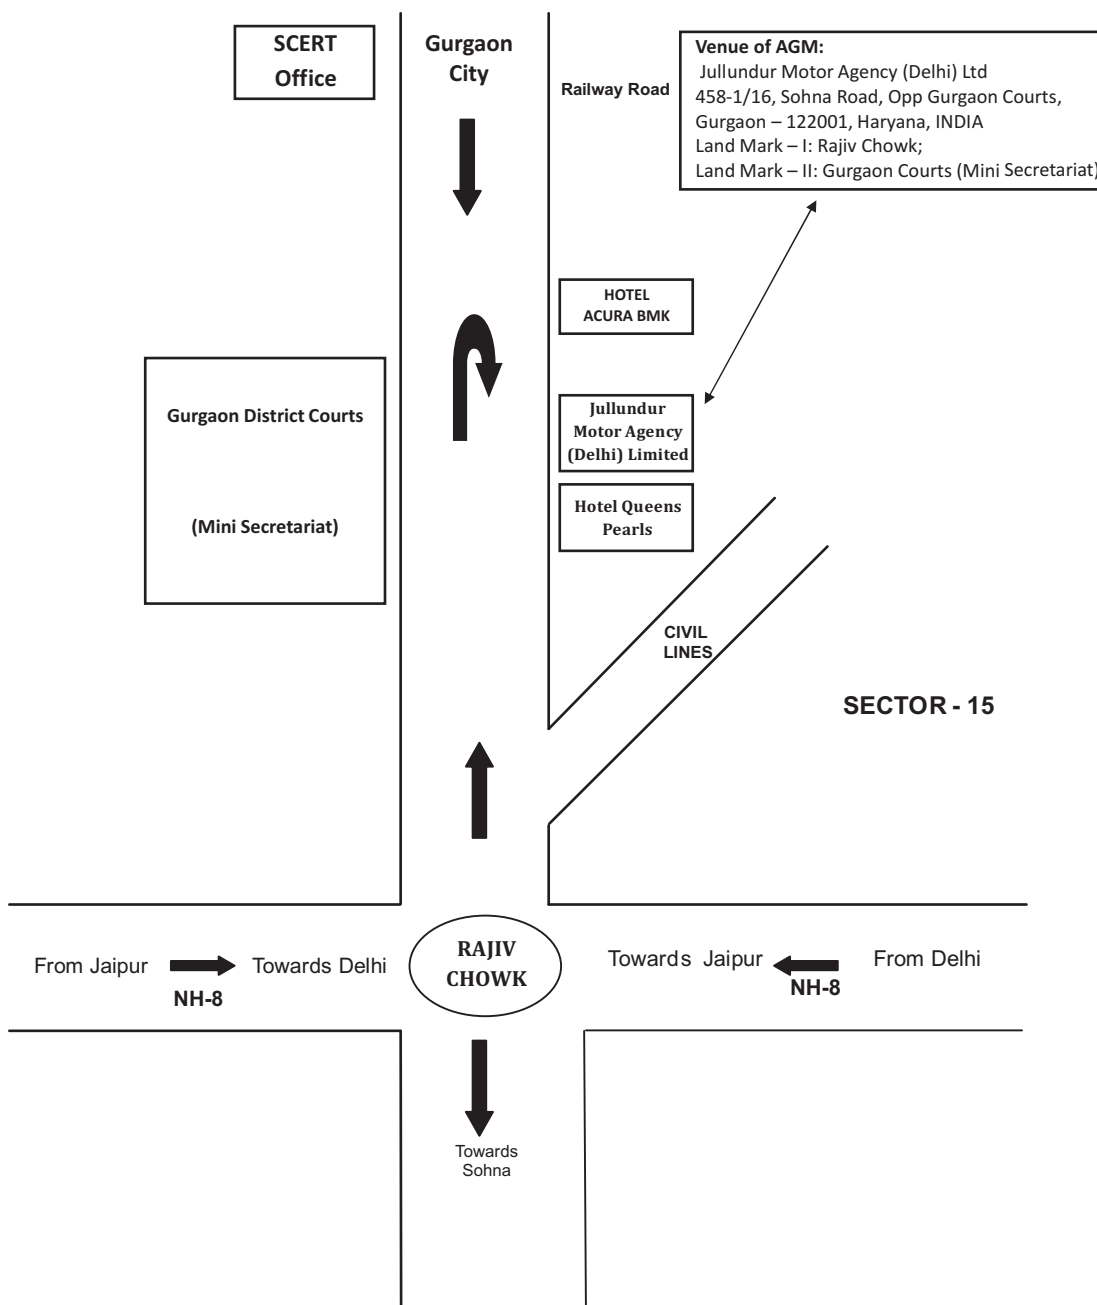 SCERT
Office
Gurgaon
City
Railway Road
Venue of AGM:
Jullundur Motor Agency (Delhi) Ltd
458-1/16, Sohna Road, Opp Gurgaon Courts,
Gurgaon – 122001, Haryana, INDIA
Land Mark – I: Rajiv Chowk;
Land Mark – II: Gurgaon Courts (Mini Secretariat)
HOTEL
ACURA BMK
Gurgaon District Courts
(Mini Secretariat)
Jullundur
Motor Agency
(Delhi) Limited
Hotel Queens
Pearls
CIVIL
LINES
SECTOR - 15
From Jaipur
Towards Delhi
NH-8
RAJIV
CHOWK
Towards Jaipur
From Delhi
NH-8
Towards
Sohna